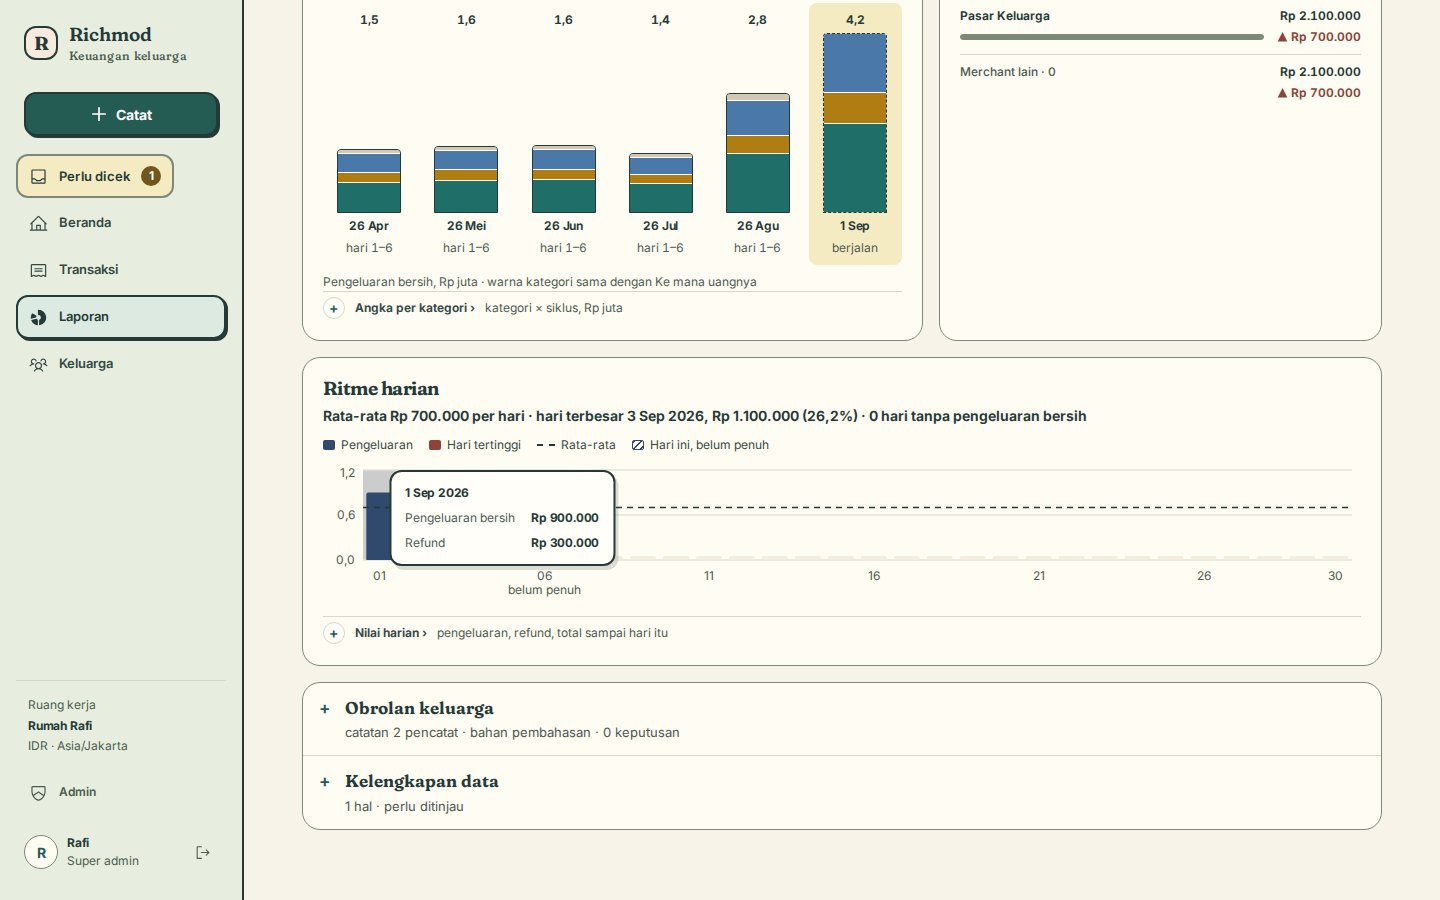 R
Richmod
Keuangan keluarga
Catat
Perlu dicek 1
Beranda
Transaksi
Laporan
Keluarga
Ruang kerja
Rumah Rafi
IDR · Asia/Jakarta
Admin
R
Rafi
Super admin
1,5 1,6 1,6 1,4 2,8 4,2
26 Apr 26 Mei 26 Jun 26 Jul 26 Agu 1 Sep
hari 1–6 hari 1–6 hari 1–6 hari 1–6 hari 1–6 berjalan
Pengeluaran bersih, Rp juta · warna kategori sama dengan Ke mana uangnya
+ Angka per kategori › kategori × siklus, Rp juta
Pasar Keluarga Rp 2.100.000
▲ Rp 700.000
Merchant lain · 0 Rp 2.100.000
▲ Rp 700.000
Ritme harian
Rata-rata Rp 700.000 per hari · hari terbesar 3 Sep 2026, Rp 1.100.000 (26,2%) · 0 hari tanpa pengeluaran bersih
Pengeluaran Hari tertinggi Rata-rata Hari ini, belum penuh
1,2
0,6
0,0
1 Sep 2026
Pengeluaran bersih Rp 900.000
Refund Rp 300.000
01 06 11 16 21 26 30
belum penuh
+ Nilai harian › pengeluaran, refund, total sampai hari itu
+ Obrolan keluarga
catatan 2 pencatat · bahan pembahasan · 0 keputusan
+ Kelengkapan data
1 hal · perlu ditinjau